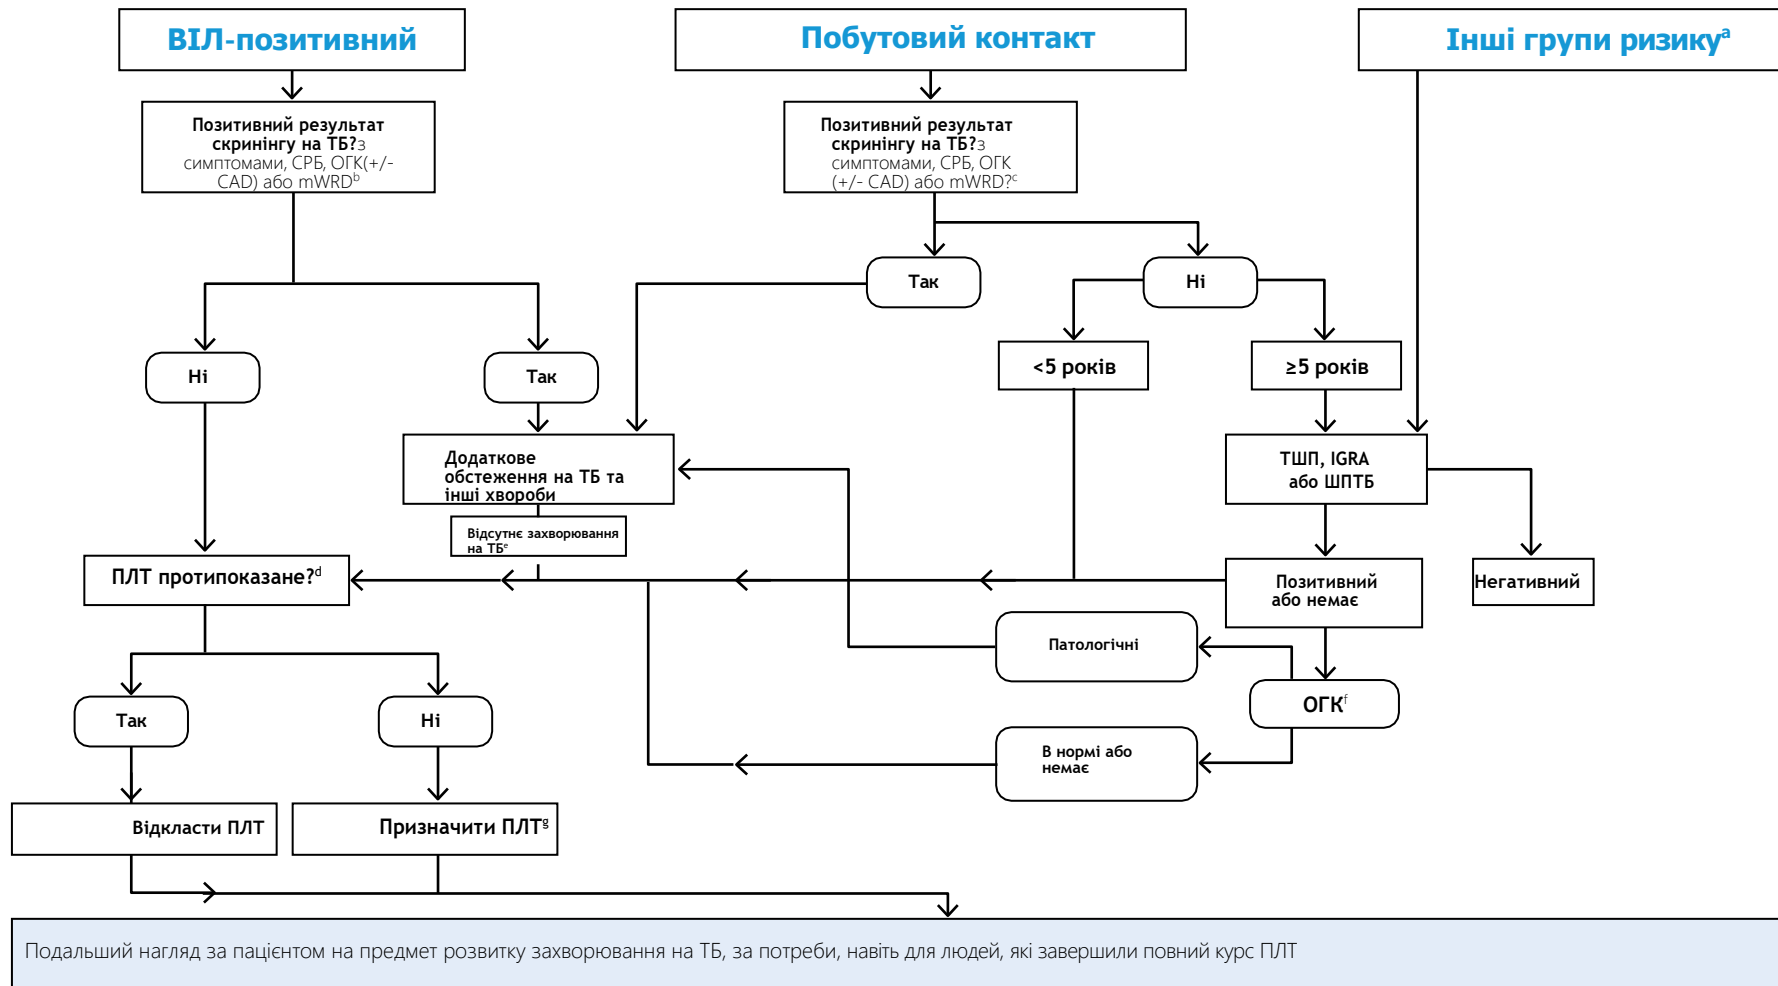 ВІЛ-позитивний
Побутовий контакт
Інші групи ризикуᵃ
Позитивний результат
скринінгу на ТБ?з
симптомами, СРБ, ОГК(+/-
CAD) або mWRDᵇ
Позитивний результат
скринінгу на ТБ?з
симптомами, СРБ, ОГК
(+/- CAD) або mWRD?ᶜ
Так
Ні
Ні
Так
<5 років
≥5 років
Додаткове
обстеження на ТБ та
інші хвороби
ТШП, IGRA
або ШПТБ
Відсутнє захворювання
на ТБᵉ
ПЛТ протипоказане?ᵈ
Позитивний
або немає
Негативний
Патологічні
Так
Ні
ОГКᶠ
В нормі або
немає
Відкласти ПЛТ
Призначити ПЛТᵍ
Подальший нагляд за пацієнтом на предмет розвитку захворювання на ТБ, за потреби, навіть для людей, які завершили повний курс ПЛТ